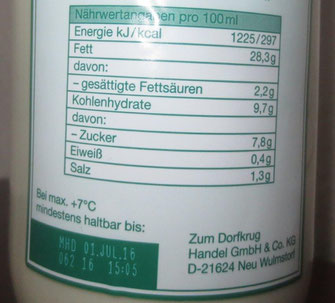 Nährwertangaben pro 100ml
Energie kJ/kcal 1225/297
Fett 28,3g
davon:
– gesättigte Fettsäuren 2,2g
Kohlenhydrate 9,7g
davon:
– Zucker 7,8g
Eiweiß 0,4g
Salz 1,3g
Bei max. +7°C
mindestens haltbar bis:
MHD 01.JUL.16
062 16 15:05
Zum Dorfkrug
Handel GmbH & Co. KG
D-21624 Neu Wulmstorf